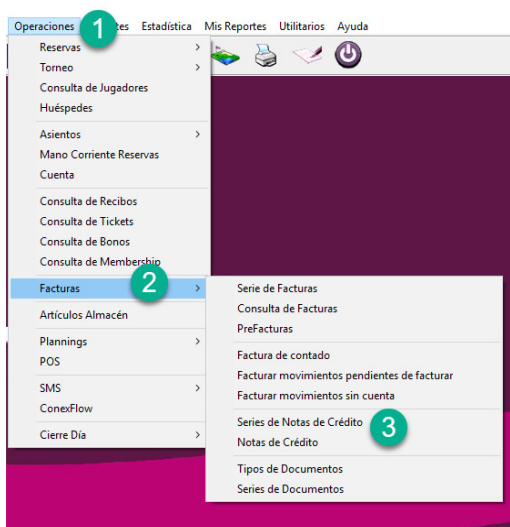 Operaciones 1 tes Estadística Mis Reportes Utilitarios Ayuda
Reservas >
Torneo >
Consulta de Jugadores
Huéspedes
Asientos >
Mano Corriente Reservas
Cuenta
Consulta de Recibos
Consulta de Tickets
Consulta de Bonos
Consulta de Membership
Facturas 2 >
Artículos Almacén
Plannings >
POS
SMS >
ConexFlow
Cierre Día >
Serie de Facturas
Consulta de Facturas
PreFacturas
Factura de contado
Facturar movimientos pendientes de facturar
Facturar movimientos sin cuenta
Series de Notas de Crédito
3
Notas de Crédito
Tipos de Documentos
Series de Documentos